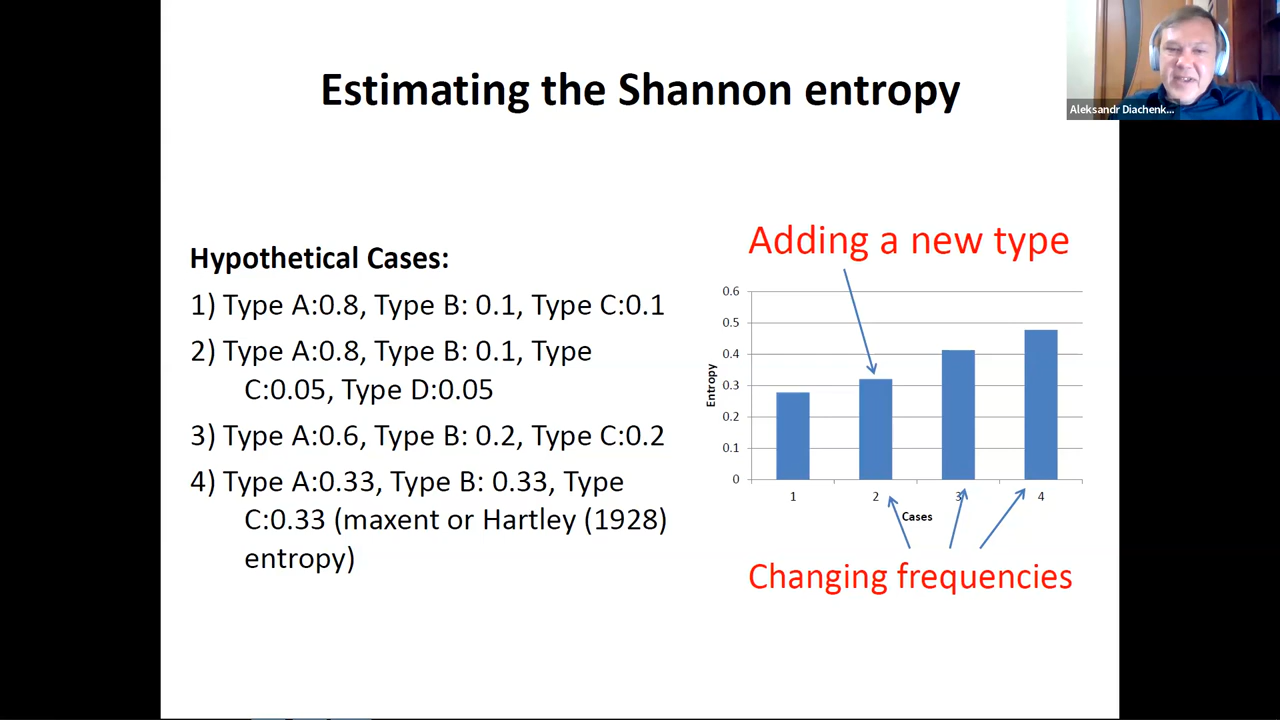 Estimating the Shannon entropy
Aleksandr Diachenk...
Hypothetical Cases:
1) Type A:0.8, Type B: 0.1, Type C:0.1
2) Type A:0.8, Type B: 0.1, Type
C:0.05, Type D:0.05
3) Type A:0.6, Type B: 0.2, Type C:0.2
4) Type A:0.33, Type B: 0.33, Type
C:0.33 (maxent or Hartley (1928)
entropy)
Adding a new type
0.6
0.5
0.4
0.3
0.2
0.1
0
Entropy
1 2 3 4
Cases
Changing frequencies